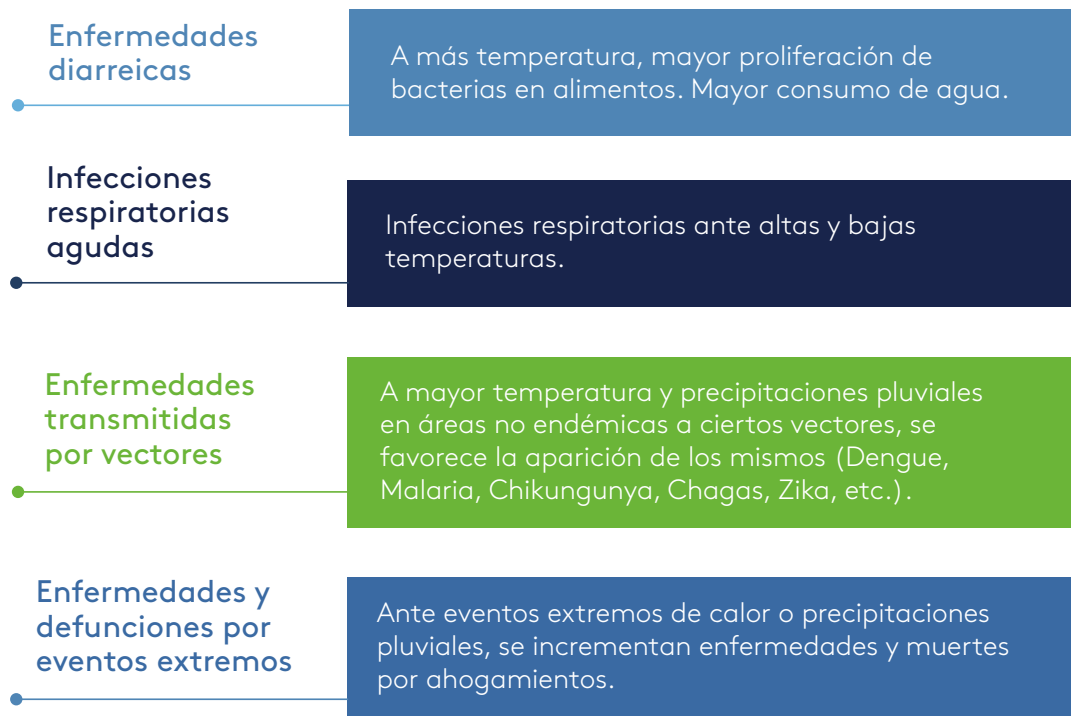 Enfermedades
diarreicas
A más temperatura, mayor proliferación de
bacterias en alimentos. Mayor consumo de agua.
Infecciones
respiratorias
agudas
Infecciones respiratorias ante altas y bajas
temperaturas.
Enfermedades
transmitidas
por vectores
A mayor temperatura y precipitaciones pluviales
en áreas no endémicas a ciertos vectores, se
favorece la aparición de los mismos (Dengue,
Malaria, Chikungunya, Chagas, Zika, etc.).
Enfermedades y
defunciones por
eventos extremos
Ante eventos extremos de calor o precipitaciones
pluviales, se incrementan enfermedades y muertes
por ahogamientos.